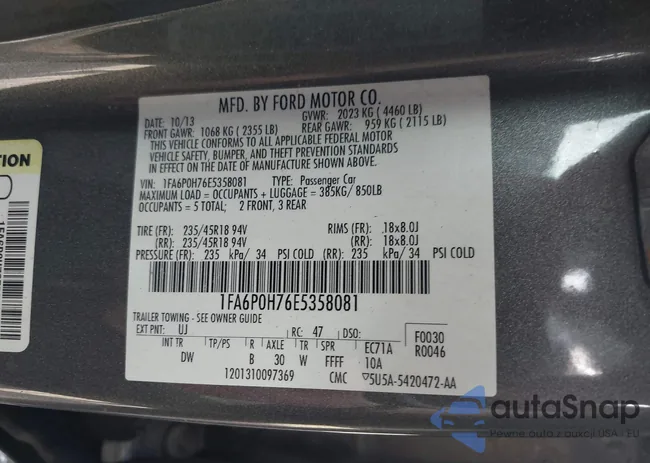 MFD. BY FORD MOTOR CO.
DATE: 10/13 GVWR: 2023 KG ( 4460 LB)
FRONT GAWR: 1068 KG ( 2355 LB) REAR GAWR: 959 KG ( 2115 LB)
THIS VEHICLE CONFORMS TO ALL APPLICABLE FEDERAL MOTOR
VEHICLE SAFETY, BUMPER, AND THEFT PREVENTION STANDARDS
IN EFFECT ON THE DATE OF MANUFACTURE SHOWN ABOVE.
VIN: 1FA6P0H76E5358081 TYPE: Passenger Car
MAXIMUM LOAD = OCCUPANTS + LUGGAGE = 385KG/ 850LB
OCCUPANTS = 5 TOTAL; 2 FRONT, 3 REAR
TIRE (FR): 235/45R18 94V RIMS (FR): .18x8.0J
(RR): 235/45R18 94V (RR): .18x8.0J
PRESSURE (FR): 235 kPa/ 34 PSI COLD (RR): 235 kPa/ 34 PSI COLD
1FA6P0H76E5358081
TRAILER TOWING - SEE OWNER GUIDE
EXT PNT: UJ RC: 47 DSO: F0030
INT TR TP/PS R AXLE TR SPR EC71A R0046
DW B 30 W FFFF 10A
1201310097369 CMC 5U5A-5420472-AA
TION
autaSnap
Pewne auta z aukcji USA - EU